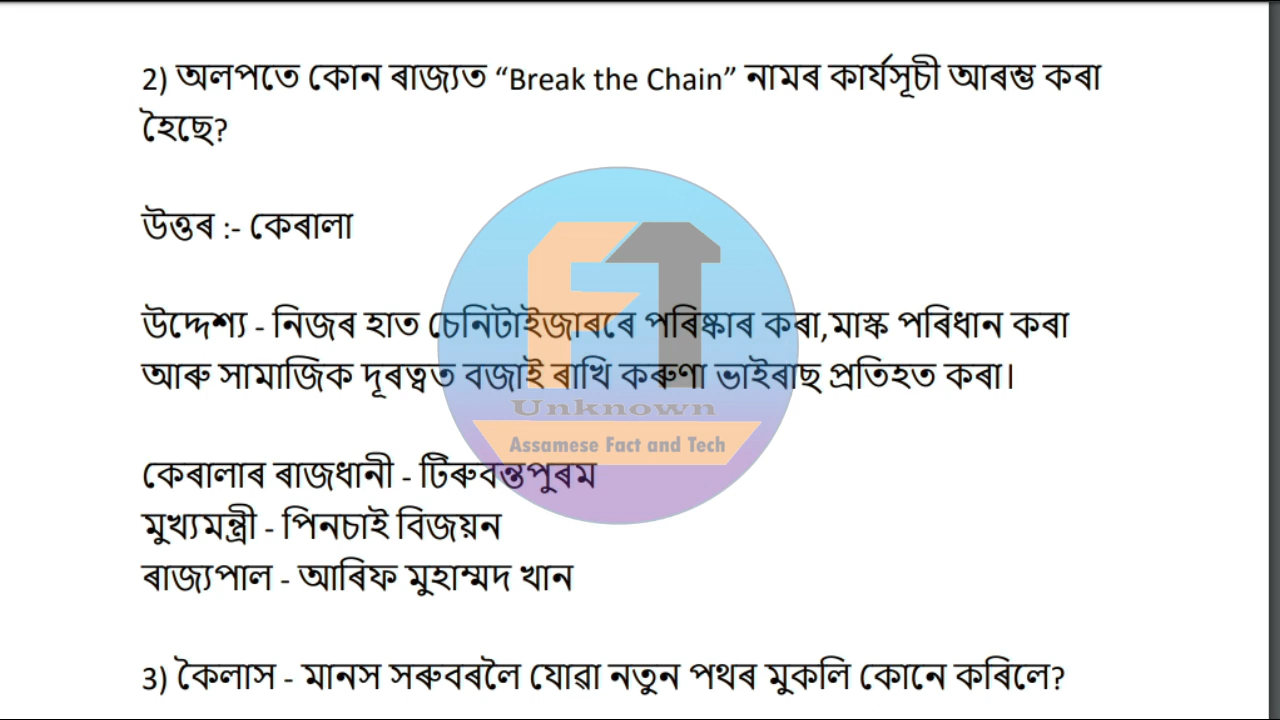 2) অলপতে কোন ৰাজ্যত “Break the Chain” নামৰ কাৰ্যসূচী আৰম্ভ কৰা
হৈছে?
উত্তৰ :- কেৰালা
উদ্দেশ্য - নিজৰ হাত চেনিটাইজাৰৰে পৰিষ্কাৰ কৰা,মাস্ক পৰিধান কৰা
আৰু সামাজিক দূৰত্বত বজাই ৰাখি কৰুণা ভাইৰাছ প্ৰতিহত কৰা।
Unknown
Assamese Fact and Tech
কেৰালাৰ ৰাজধানী - টিৰুবন্তপুৰম
মুখ্যমন্ত্ৰী - পিনচাই বিজয়ন
ৰাজ্যপাল - আৰিফ মুহাম্মদ খান
3) কৈলাস - মানস সৰুবৰলৈ যোৱা নতুন পথৰ মুকলি কোনে কৰিলে?